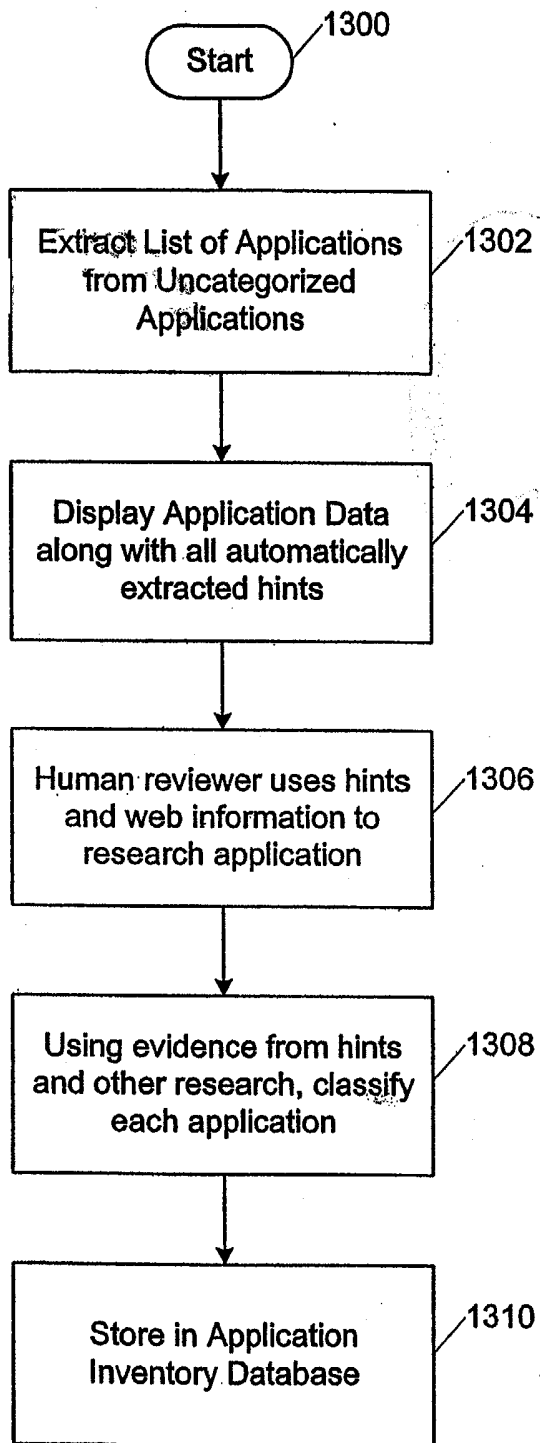 1300
Start
Extract List of Applications
from Uncategorized
Applications
1302
Display Application Data
along with all automatically
extracted hints
1304
Human reviewer uses hints
and web information to
research application
1306
Using evidence from hints
and other research, classify
each application
1308
Store in Application
Inventory Database
1310